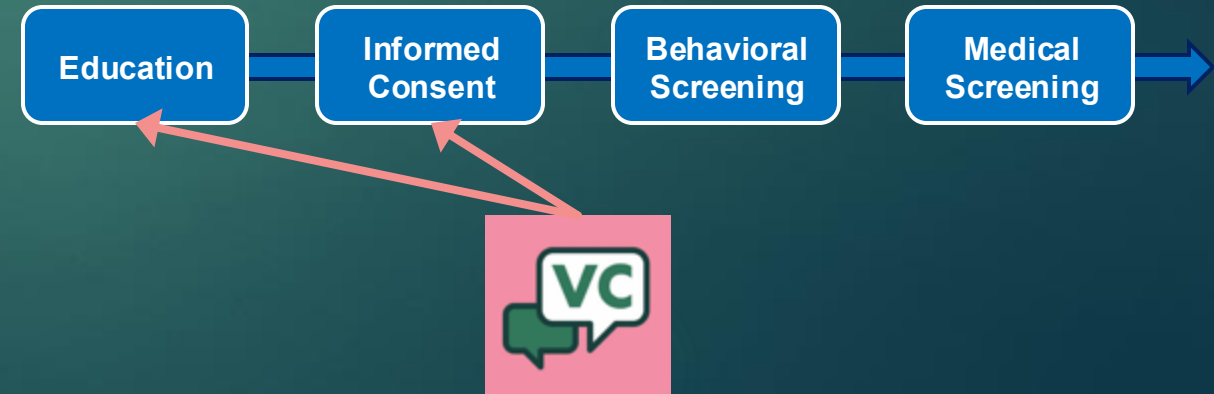 Education
Informed
Consent
Behavioral
Screening
Medical
Screening
VC